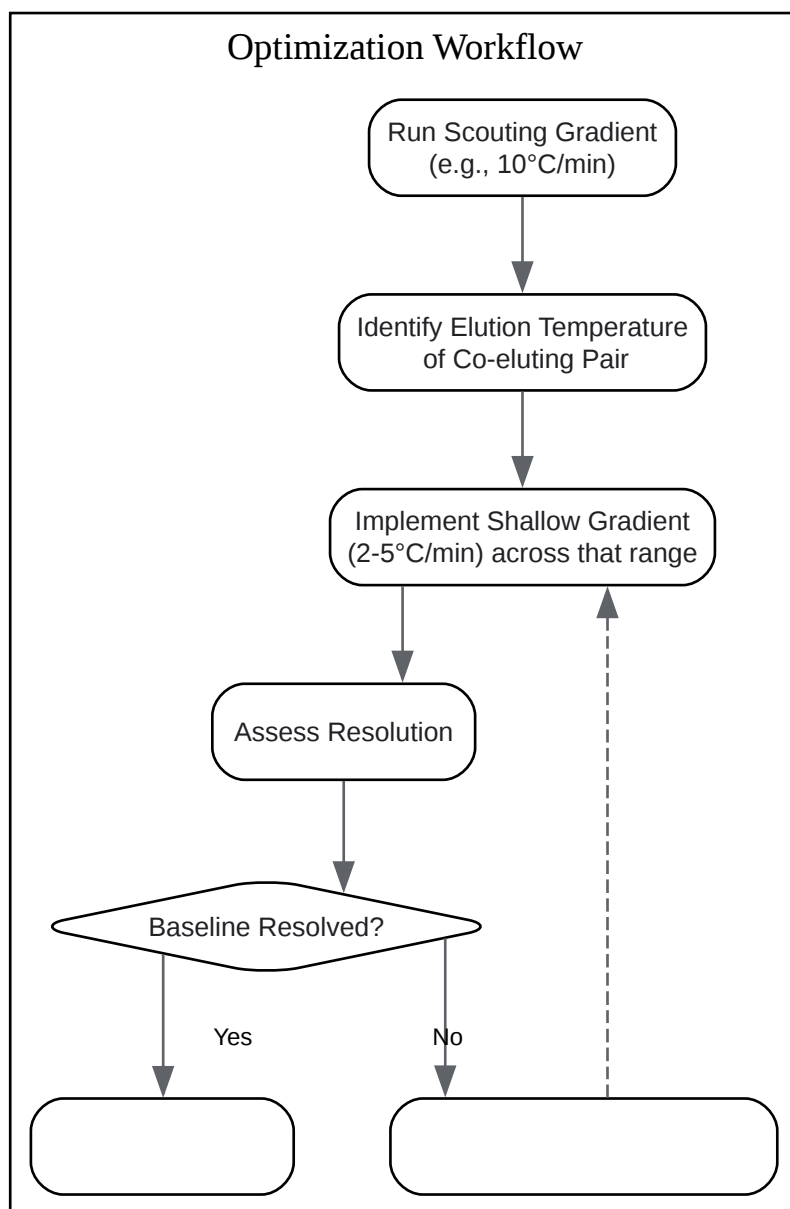 Optimization Workflow
Run Scouting Gradient
(e.g., 10°C/min)
Identify Elution Temperature
of Co-eluting Pair
Implement Shallow Gradient
(2-5°C/min) across that range
Assess Resolution
Baseline Resolved?
Yes
No